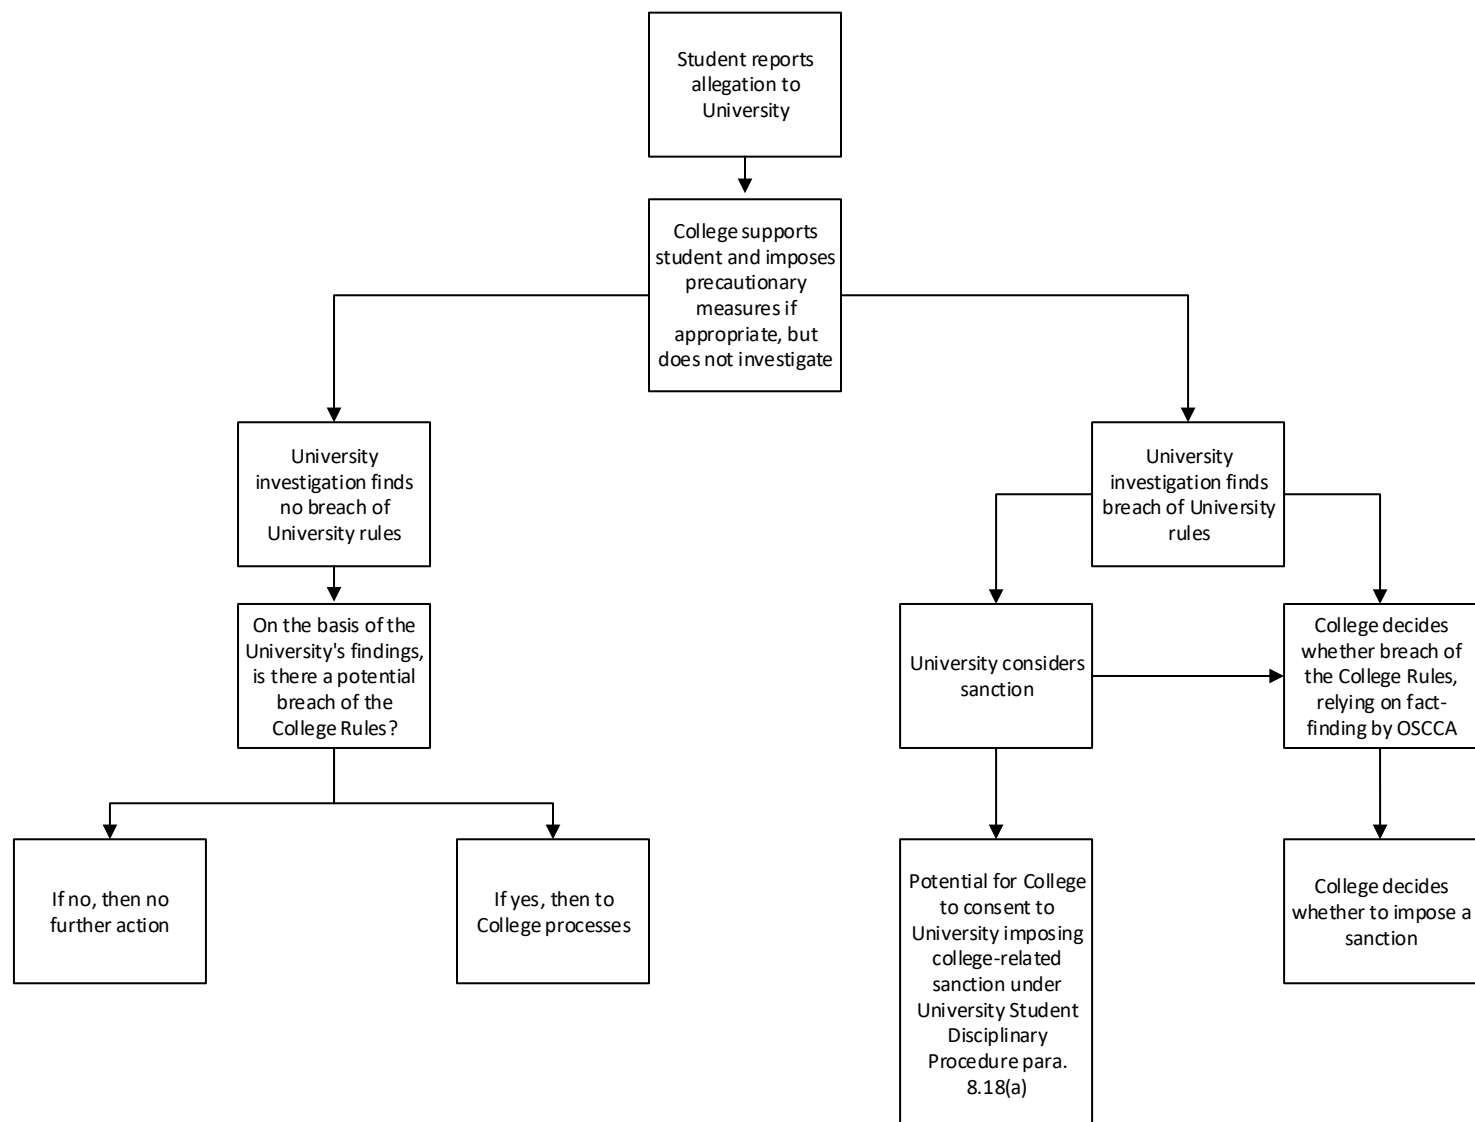 Student reports
allegation to
University
College supports
student and imposes
precautionary
measures if
appropriate, but
does not investigate
University
investigation finds
no breach of
University rules
University
investigation finds
breach of University
rules
On the basis of the
University's findings,
is there a potential
breach of the
College Rules?
University considers
sanction
College decides
whether breach of
the College Rules,
relying on fact-
finding by OSCCA
If no, then no
further action
If yes, then to
College processes
Potential for College
to consent to
University imposing
college-related
sanction under
University Student
Disciplinary
Procedure para.
8.18(a)
College decides
whether to impose a
sanction